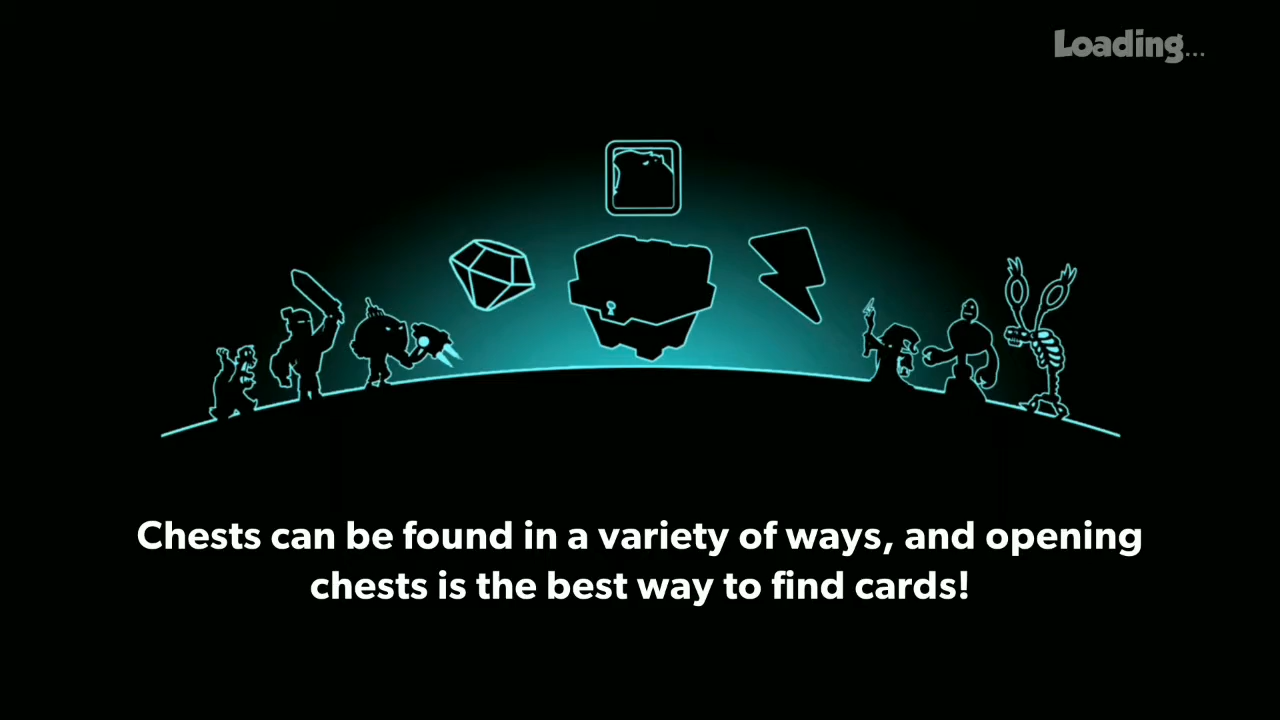 Loading...
Chests can be found in a variety of ways, and opening
chests is the best way to find cards!